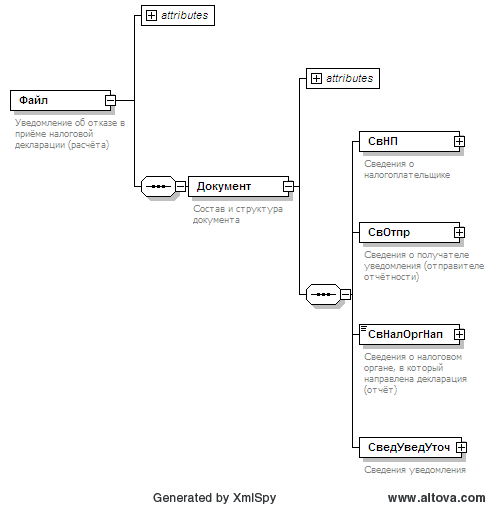 attributes
Файл
Уведомление об отказе в
приёме налоговой
декларации (расчёта)
attributes
Документ
Состав и структура
документа
СвНП
Сведения о
налогоплательщике
СвОтпр
Сведения о получателе
уведомления (отправителе
отчётности)
СвНалОргНап
Сведения о налоговом
органе, в который
направлена декларация
(отчёт)
СведУведУточ
Сведения уведомления
Generated by XmlSpy
www.altova.com